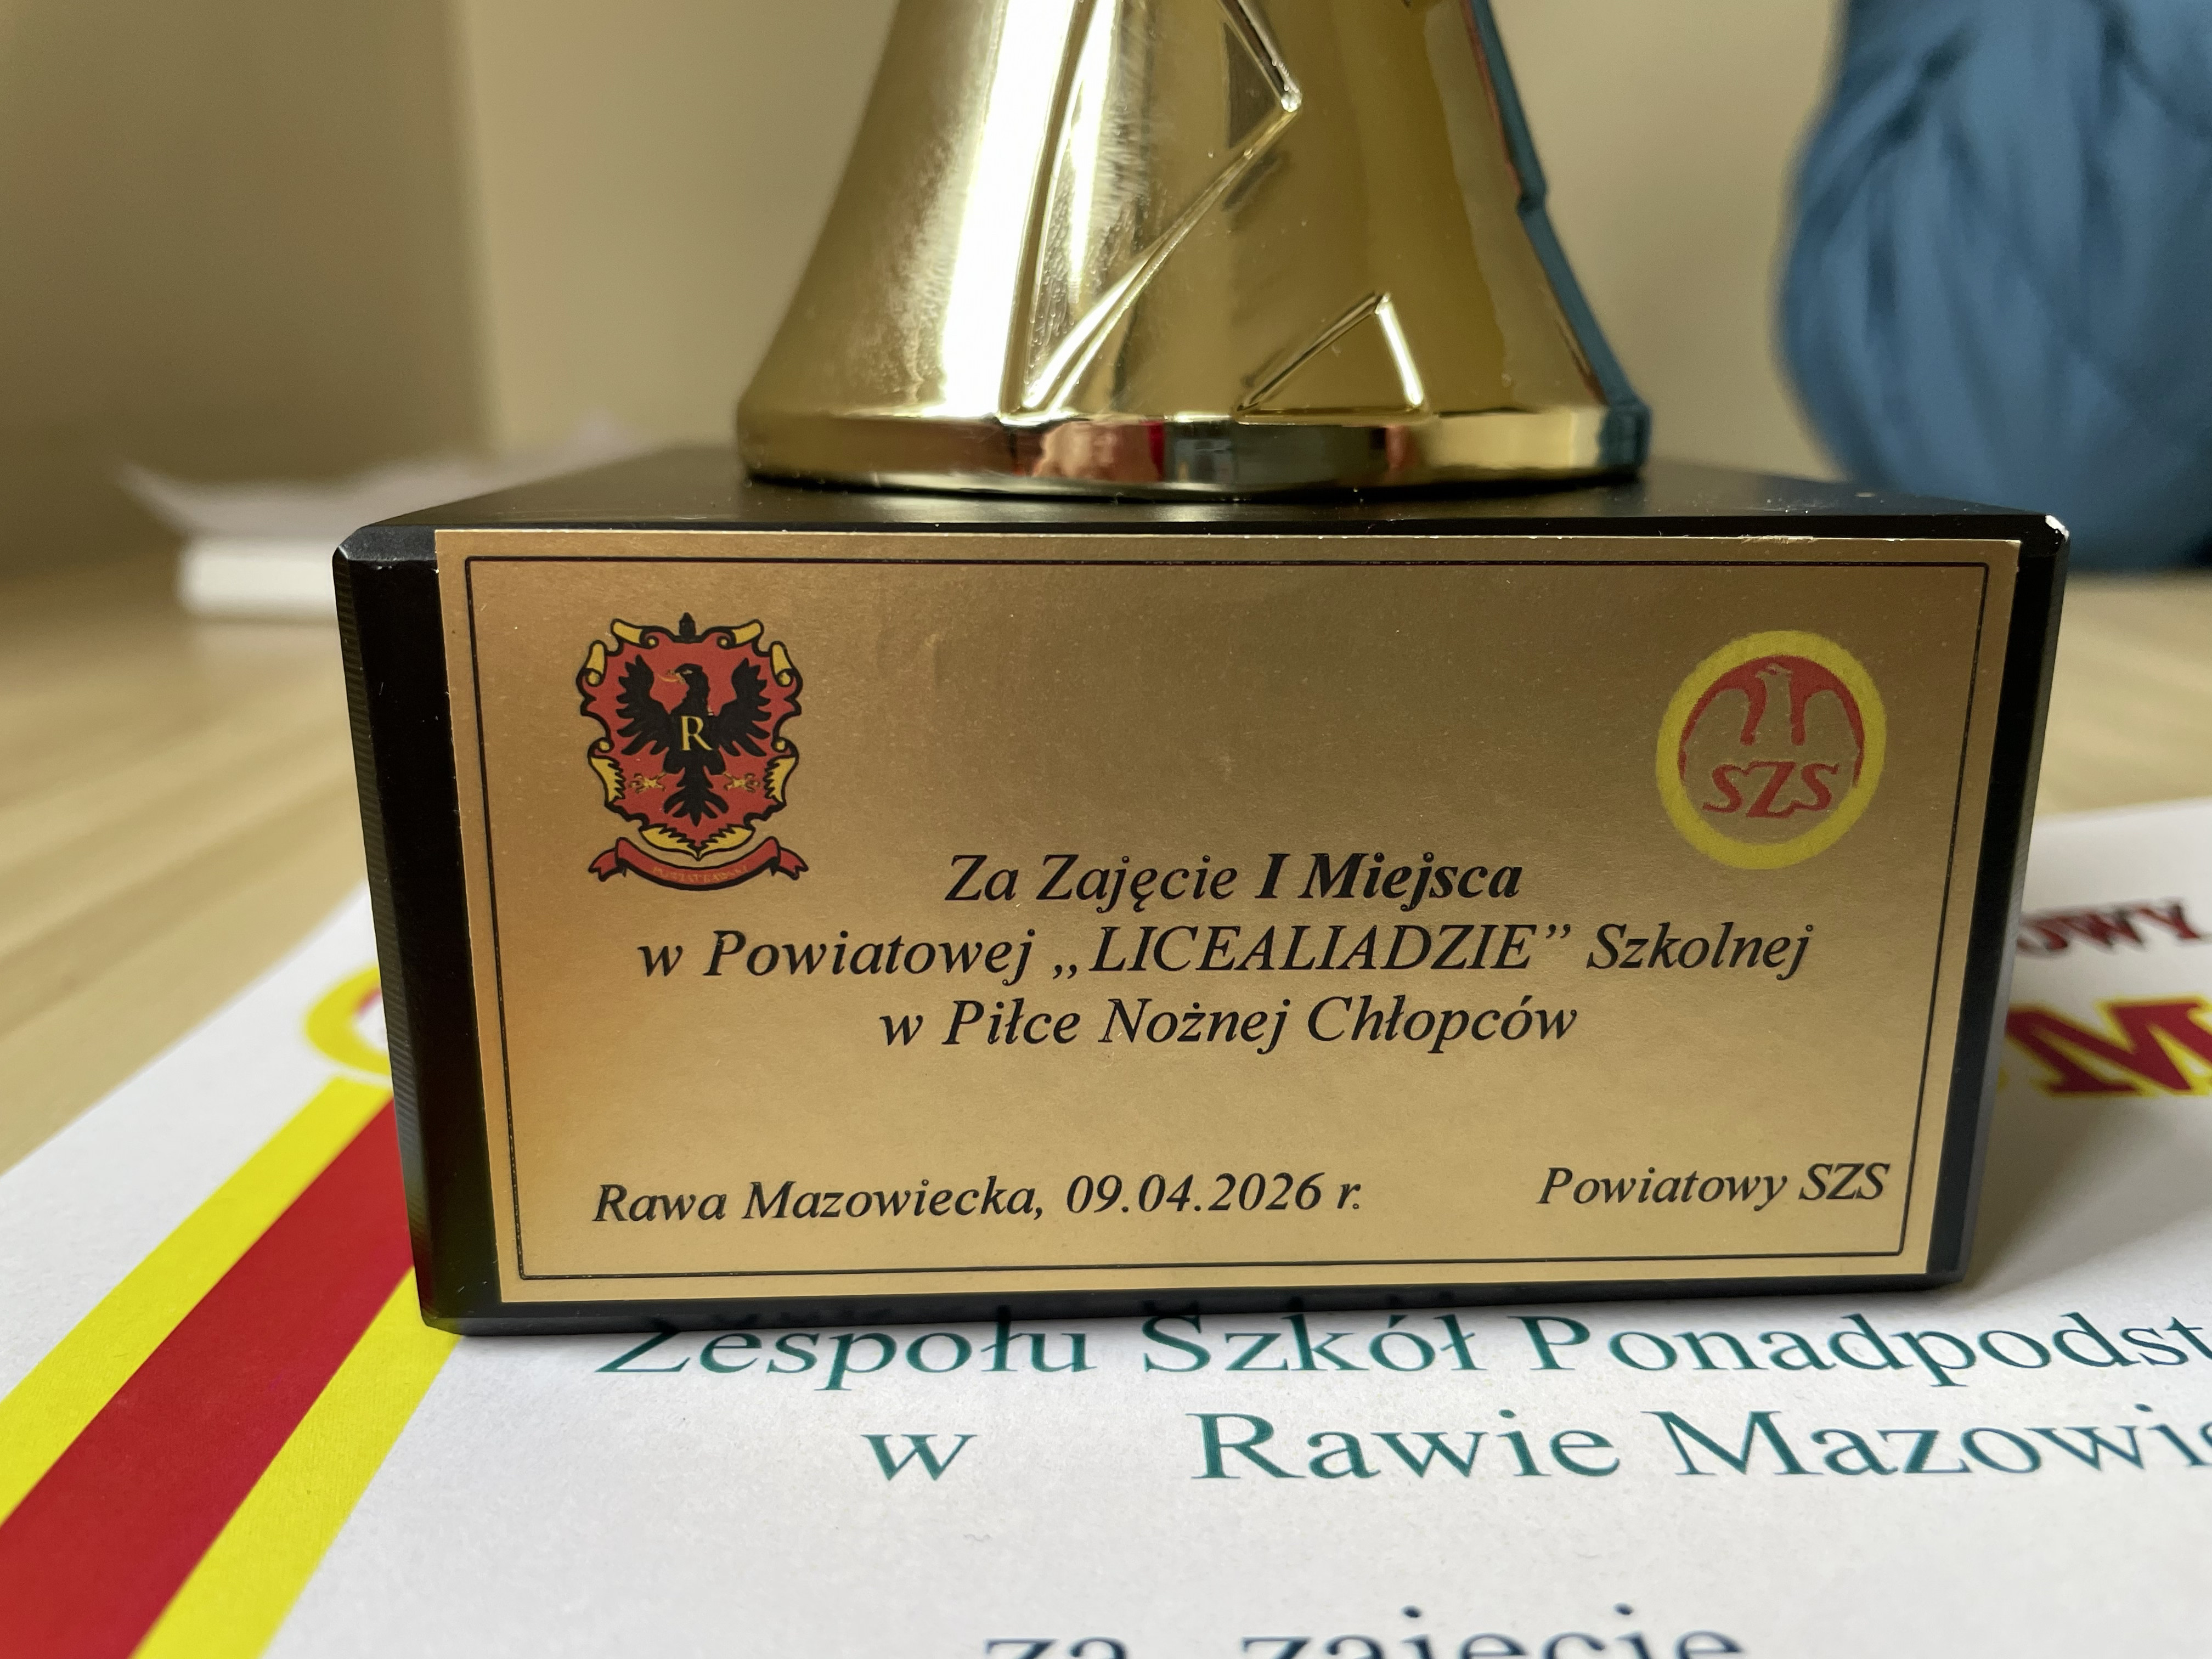 R
SZS
Za Zajęcie I Miejsca
w Powiatowej „LICEALIADZIE” Szkolnej
w Piłce Nożnej Chłopców
Rawa Mazowiecka, 09.04.2026 r.
Powiatowy SZS
OWY
M
Zespołu Szkół Ponadpodst
w Rawie Mazowie
za zajęcie